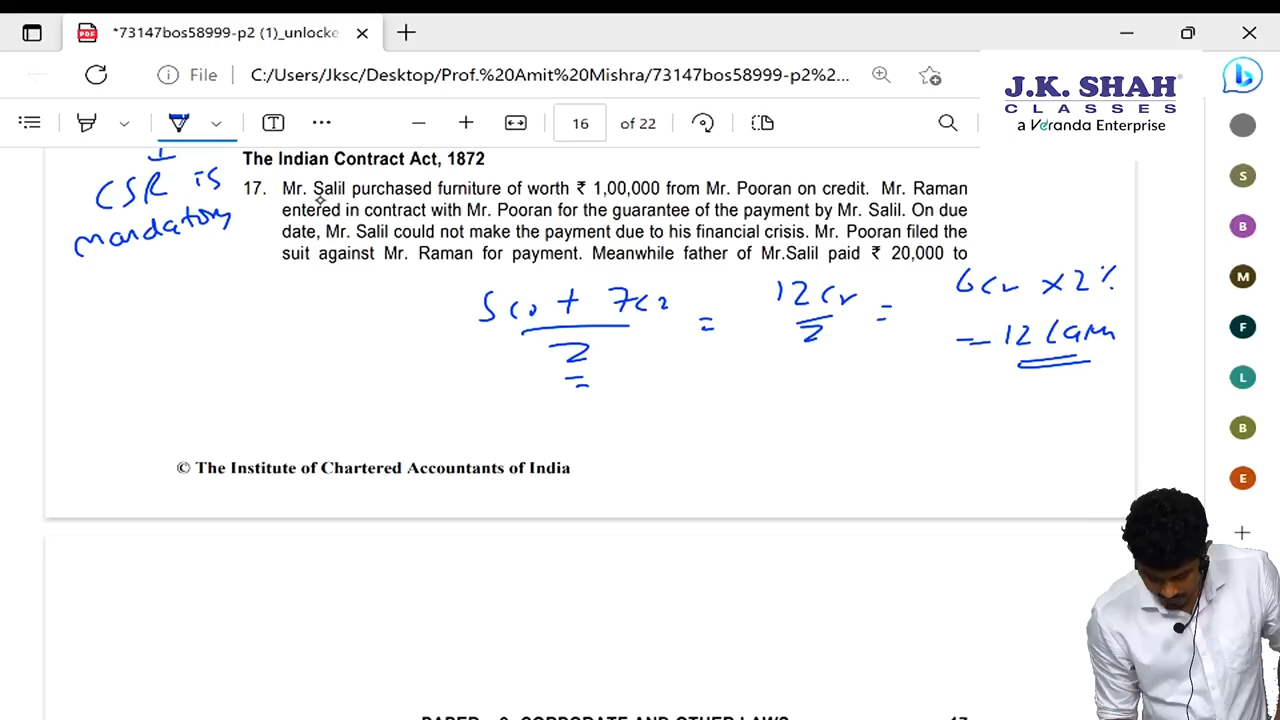 *73147bos58999-p2 (1)_unlocke
File
C:/Users/Jksc/Desktop/Prof.%20Amit%20Mishra/73147bos58999-p2%2...
J.K. SHAH
CLASSES
a Veranda Enterprise
16 of 22
The Indian Contract Act, 1872
CSR is
mandatory
17. Mr. Salil purchased furniture of worth ₹ 1,00,000 from Mr. Pooran on credit. Mr. Raman
entered in contract with Mr. Pooran for the guarantee of the payment by Mr. Salil. On due
date, Mr. Salil could not make the payment due to his financial crisis. Mr. Pooran filed the
suit against Mr. Raman for payment. Meanwhile father of Mr.Salil paid ₹ 20,000 to
5cr + 7cr = 12cr = 6cr x 2%
2 2
= 12
© The Institute of Chartered Accountants of India
S
B
M
F
L
B
E
CORPORATE AND OTHER LAWS 17